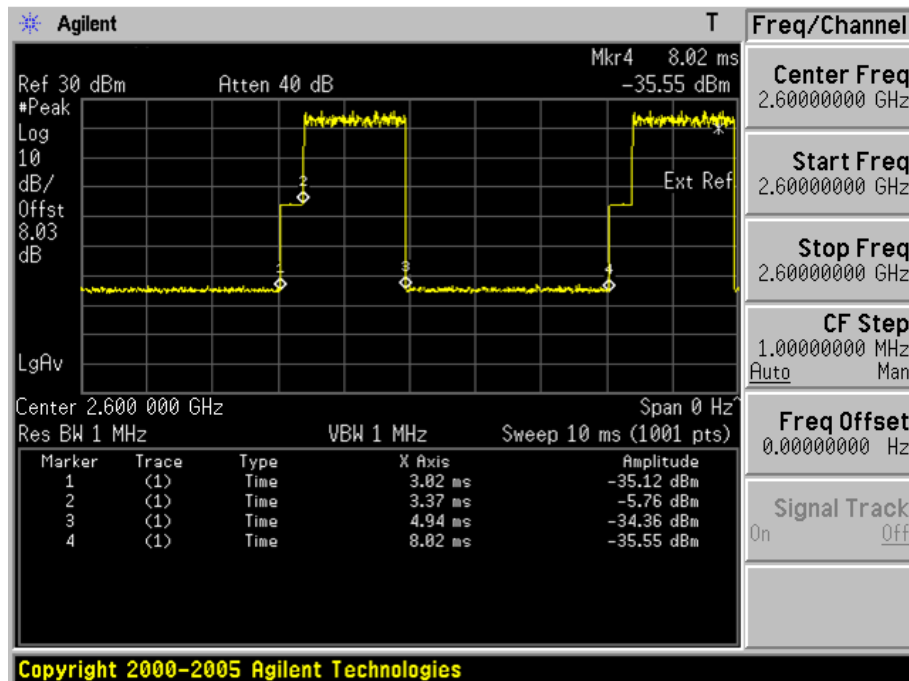 Agilent T Freq/Channel
Mkr4 8.02 ms
Ref 30 dBm Atten 40 dB -35.55 dBm
#Peak
Log
10
dB/
Offst
8.03
dB
LgAv
1
2
3
4
Ext Ref
Center 2.600 000 GHz Span 0 Hz^
Res BW 1 MHz VBW 1 MHz Sweep 10 ms (1001 pts)
Marker Trace Type X Axis Amplitude
1 (1) Time 3.02 ms -35.12 dBm
2 (1) Time 3.37 ms -5.76 dBm
3 (1) Time 4.94 ms -34.36 dBm
4 (1) Time 8.02 ms -35.55 dBm
Center Freq
2.60000000 GHz
Start Freq
2.60000000 GHz
Stop Freq
2.60000000 GHz
CF Step
1.00000000 MHz
Auto Man
Freq Offset
0.00000000 Hz
Signal Track
On Off
Copyright 2000-2005 Agilent Technologies